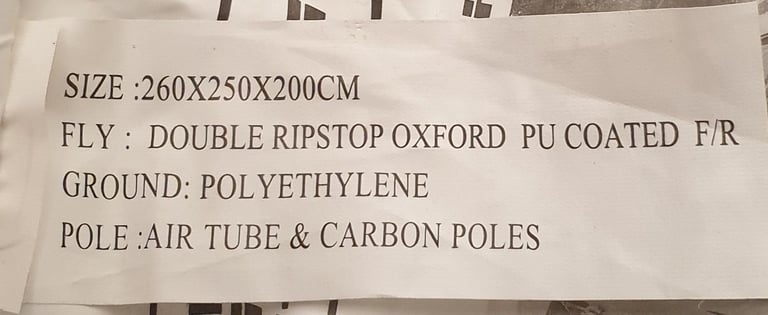 SIZE :260X250X200CM
FLY : DOUBLE RIPSTOP OXFORD PU COATED F/R
GROUND: POLYETHYLENE
POLE :AIR TUBE & CARBON POLES